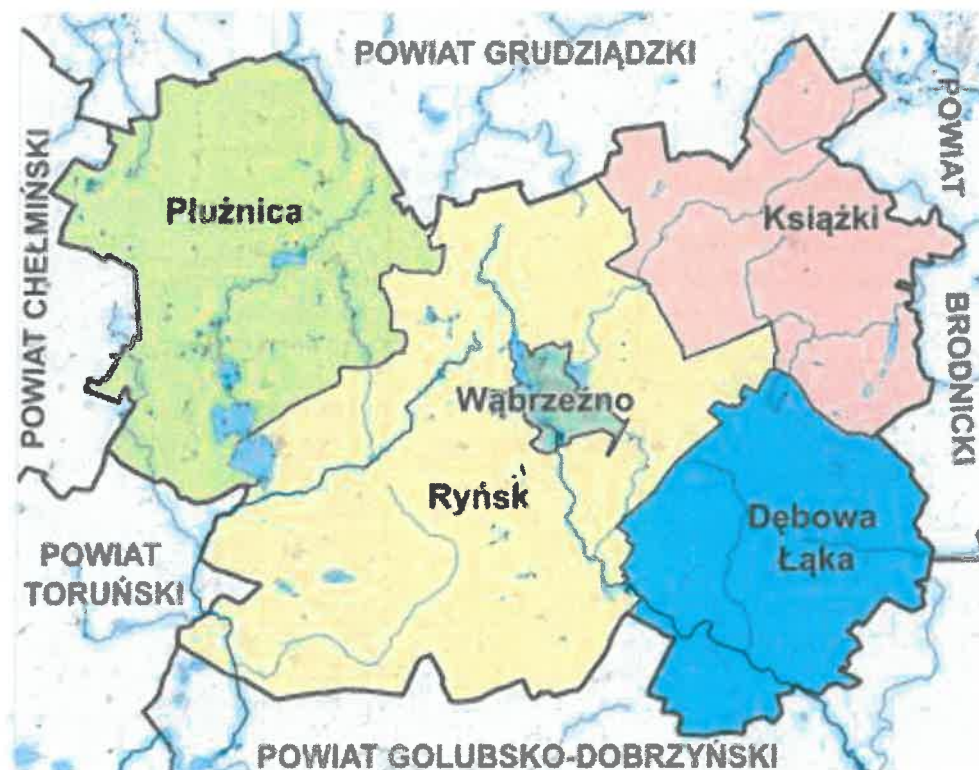 POWIAT GRUDZIĄDZKI
POWIAT
BRODNICKI
POWIAT CHEŁMIŃSKI
Płużnica
Książki
Wąbrzeźno
Ryńsk
Dębowa
Łąka
POWIAT
TORUŃSKI
POWIAT GOLUBSKO-DOBRZYŃSKI